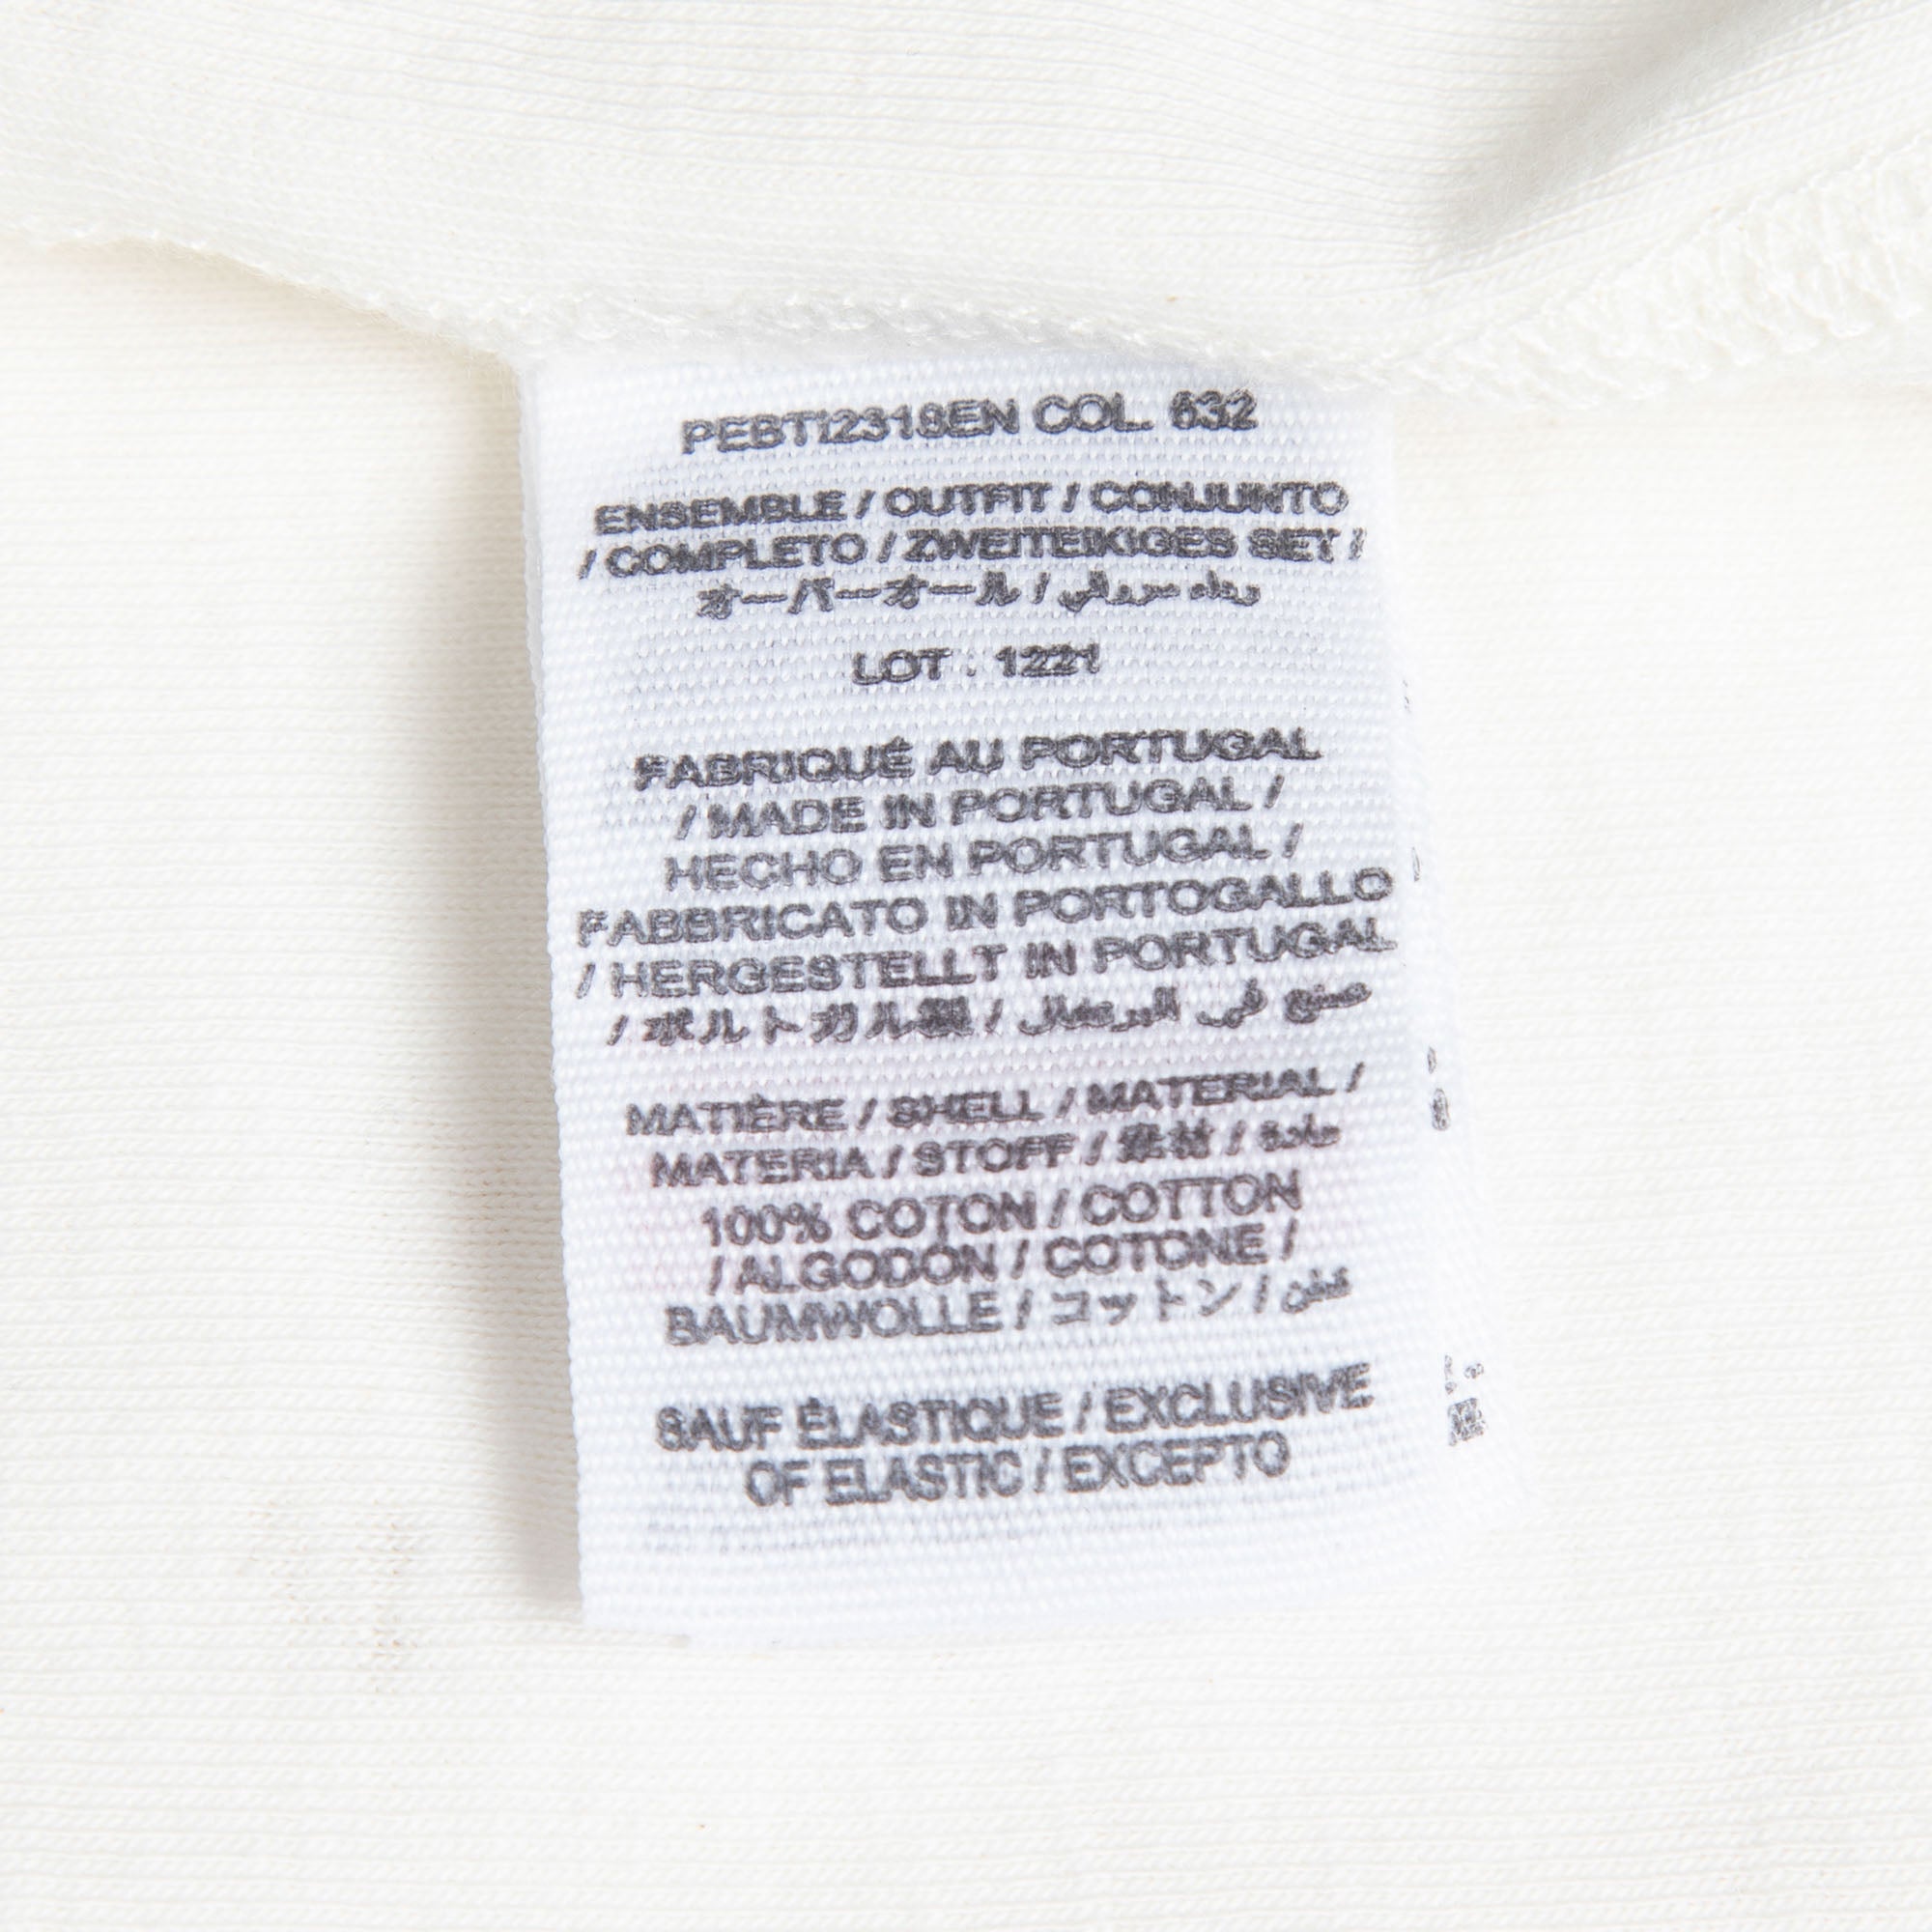 PEBTI2318EN COL. 632
ENSEMBLE / OUTFIT / CONJUNTO
/ COMPLETO / ZWEITEIKIGES SET /
オーバーオール / رداء سروالي
LOT : 1221
FABRIQUÉ AU PORTUGAL
/ MADE IN PORTUGAL /
HECHO EN PORTUGAL /
FABBRICATO IN PORTOGALLO
/ HERGESTELLT IN PORTUGAL
/ ポルトガル製 / صنع في البرتغال
MATIÈRE / SHELL / MATERIAL /
MATERIA / STOFF / 素材 / مادة
100% COTON / COTTON
/ ALGODÓN / COTONE /
BAUMWOLLE / コットン / قطن
SAUF ÉLASTIQUE / EXCLUSIVE
OF ELASTIC / EXCEPTO